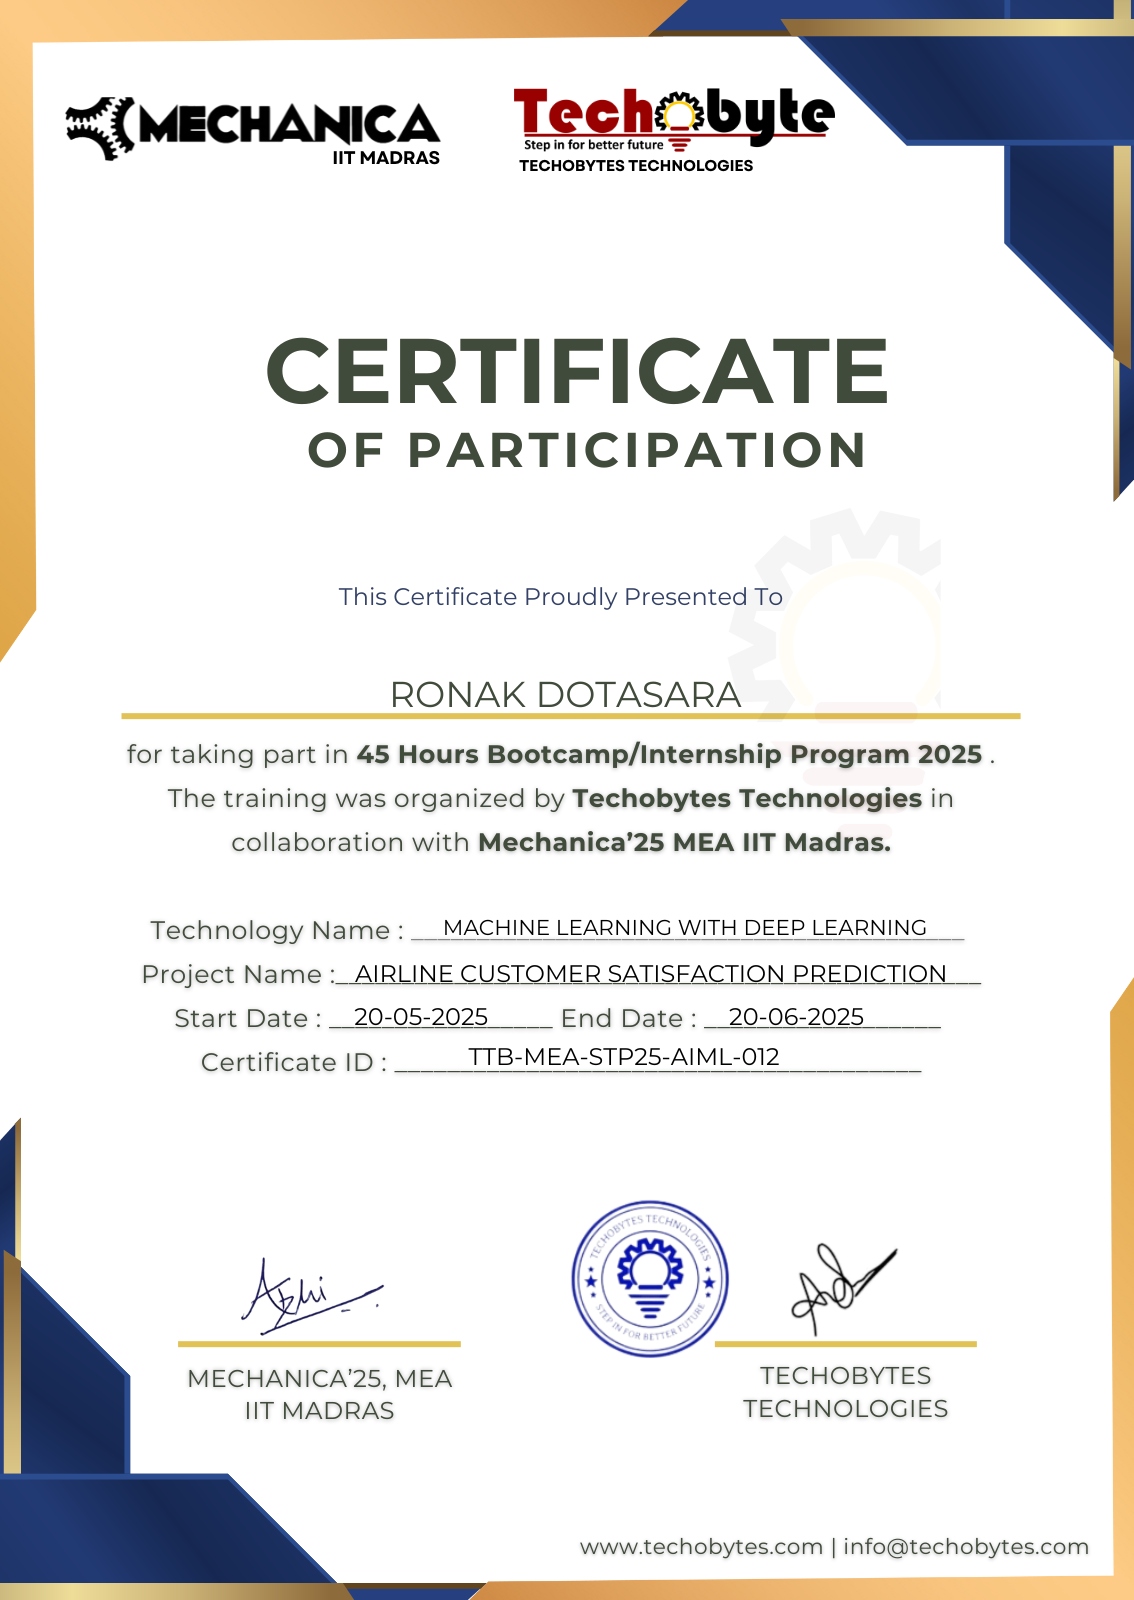 MECHANICA
IIT MADRAS
Techobyte
Step in for better future
TECHOBYTES TECHNOLOGIES
CERTIFICATE
OF PARTICIPATION
This Certificate Proudly Presented To
RONAK DOTASARA
for taking part in 45 Hours Bootcamp/Internship Program 2025 .
The training was organized by Techobytes Technologies in
collaboration with Mechanica’25 MEA IIT Madras.
Technology Name : MACHINE LEARNING WITH DEEP LEARNING
Project Name : AIRLINE CUSTOMER SATISFACTION PREDICTION
Start Date : 20-05-2025 End Date : 20-06-2025
Certificate ID : TTB-MEA-STP25-AIML-012
TECHOBYTES TECHNOLOGIES
STEP IN FOR BETTER FUTURE
MECHANICA’25, MEA
IIT MADRAS
TECHOBYTES
TECHNOLOGIES
www.techobytes.com | info@techobytes.com